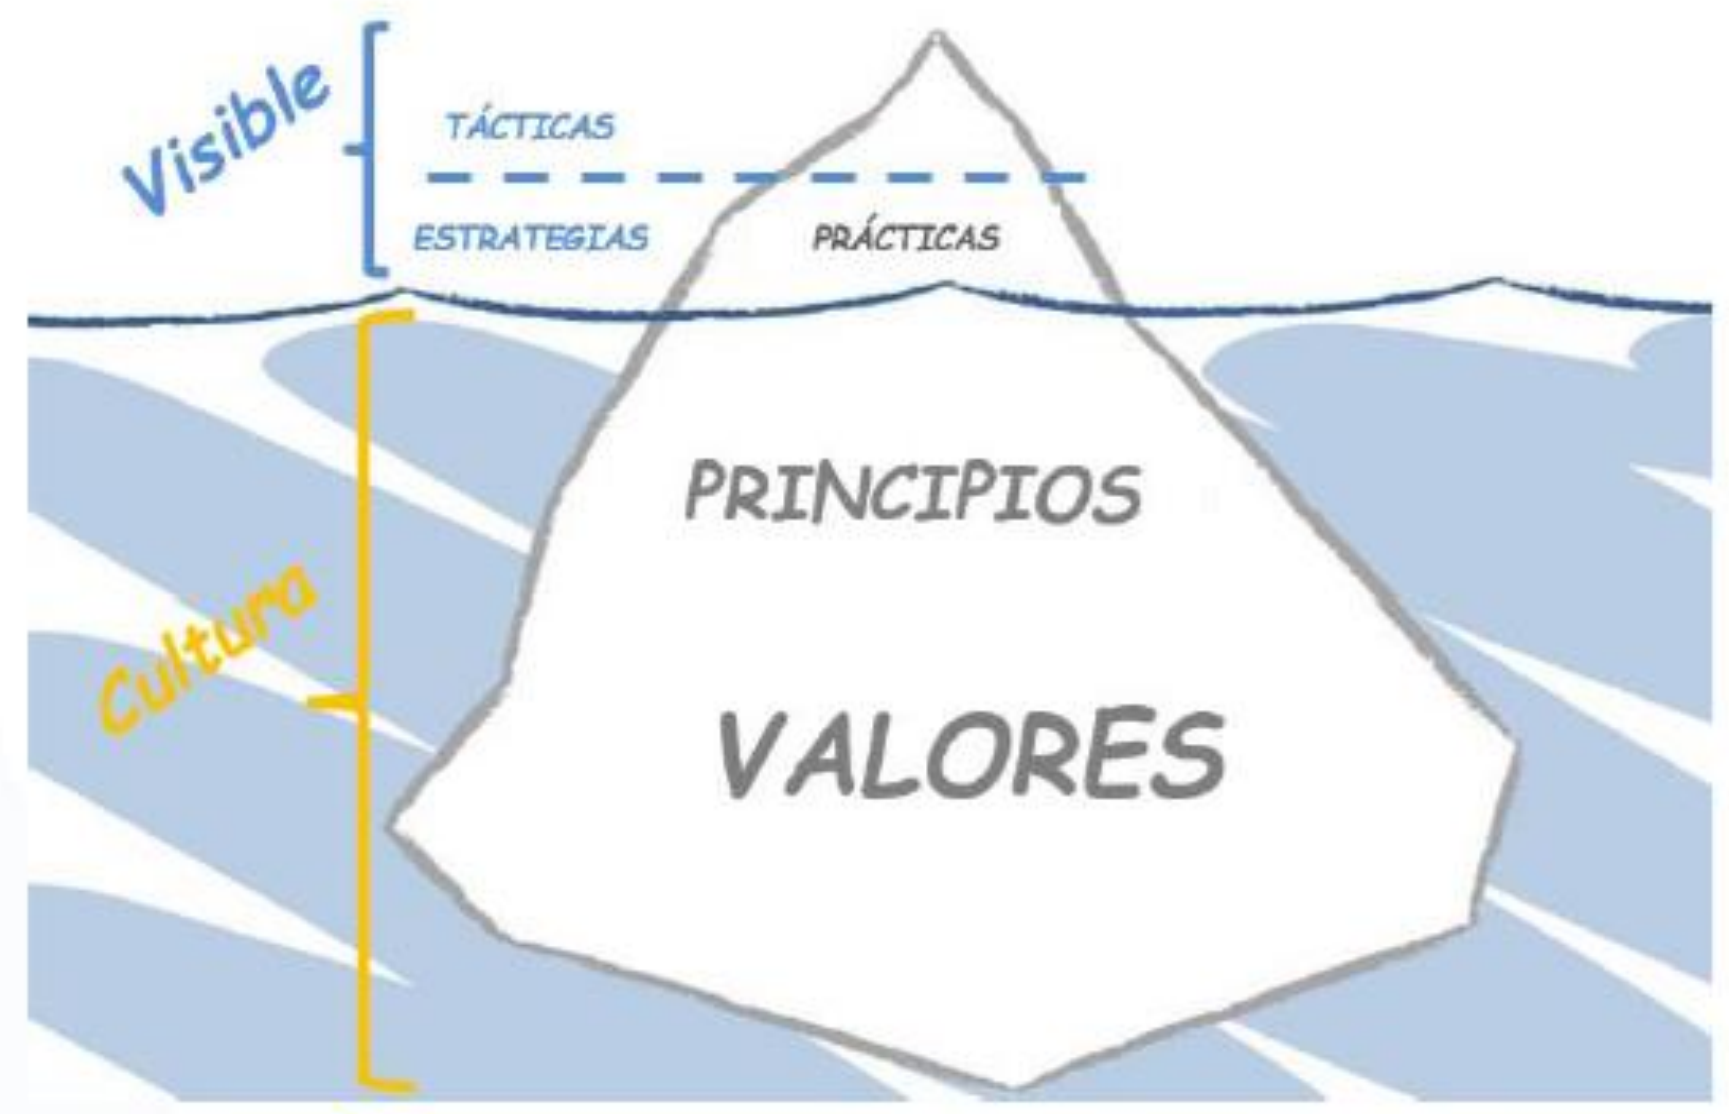 Visible
TÁCTICAS
ESTRATEGIAS
PRÁCTICAS
PRINCIPIOS
Cultura
VALORES